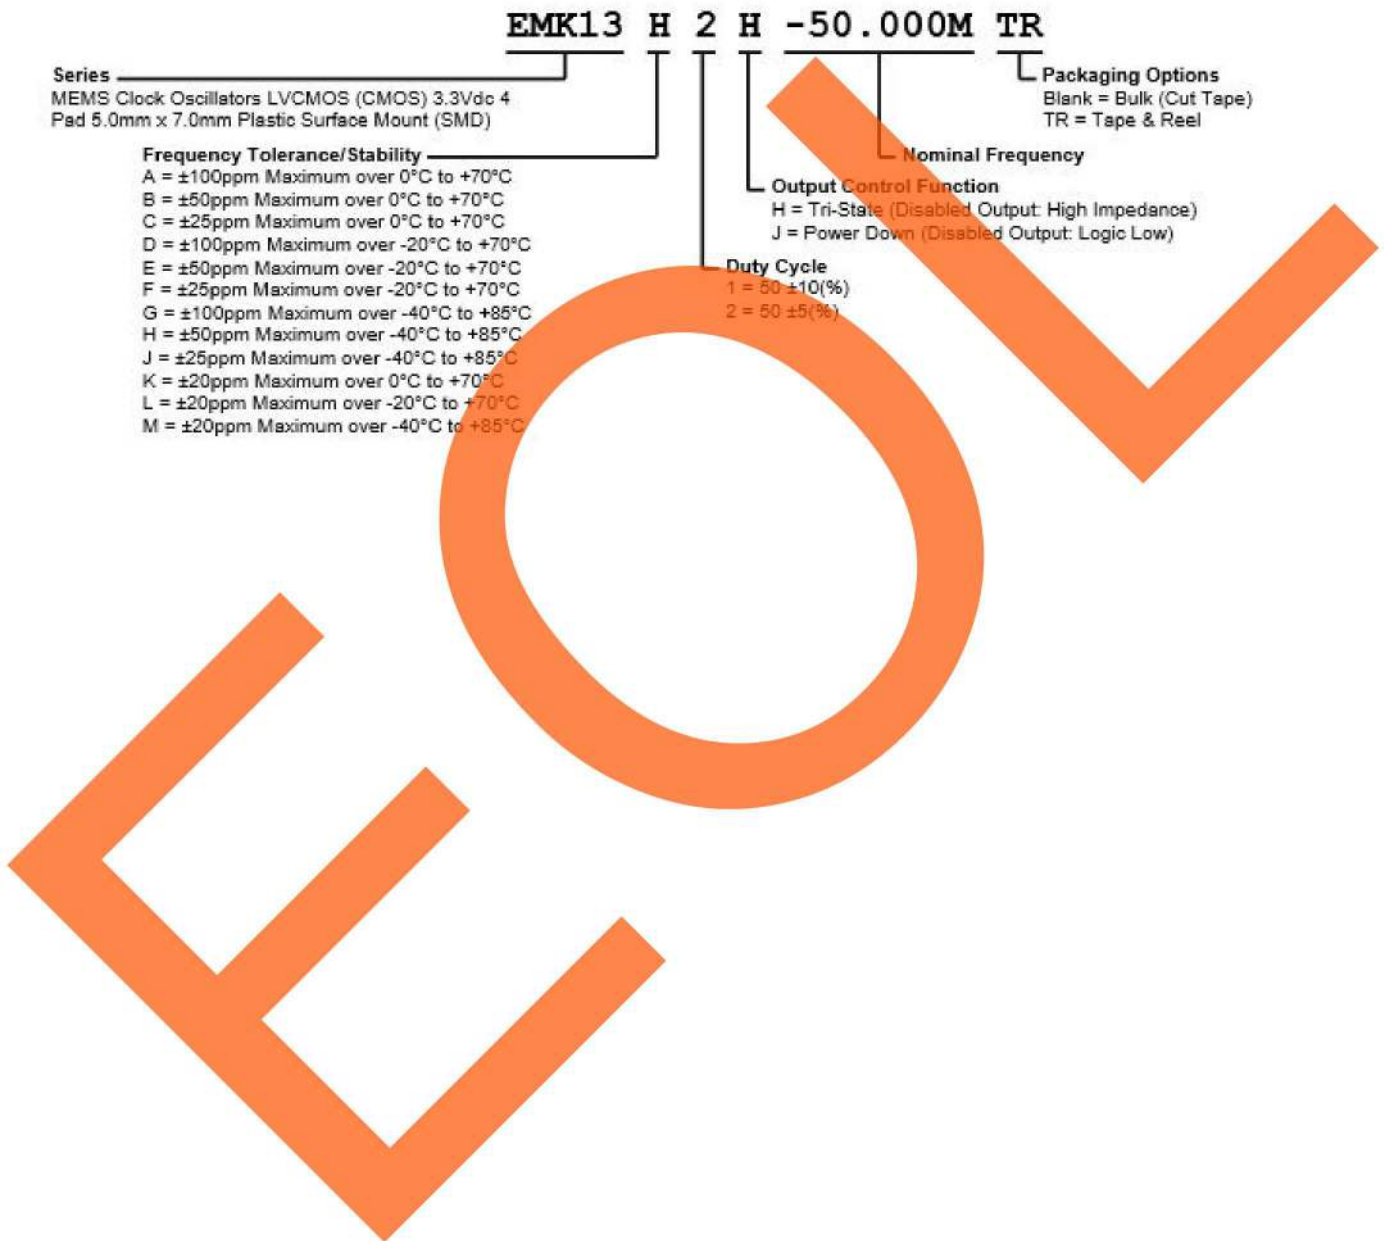 EMK13 H 2 H -50.000M TR
Series
MEMS Clock Oscillators LVCMOS (CMOS) 3.3Vdc 4
Pad 5.0mm x 7.0mm Plastic Surface Mount (SMD)
Packaging Options
Blank = Bulk (Cut Tape)
TR = Tape & Reel
Frequency Tolerance/Stability
A = ±100ppm Maximum over 0°C to +70°C
B = ±50ppm Maximum over 0°C to +70°C
C = ±25ppm Maximum over 0°C to +70°C
D = ±100ppm Maximum over -20°C to +70°C
E = ±50ppm Maximum over -20°C to +70°C
F = ±25ppm Maximum over -20°C to +70°C
G = ±100ppm Maximum over -40°C to +85°C
H = ±50ppm Maximum over -40°C to +85°C
J = ±25ppm Maximum over -40°C to +85°C
K = ±20ppm Maximum over 0°C to +70°C
L = ±20ppm Maximum over -20°C to +70°C
M = ±20ppm Maximum over -40°C to +85°C
Nominal Frequency
Output Control Function
H = Tri-State (Disabled Output: High Impedance)
J = Power Down (Disabled Output: Logic Low)
Duty Cycle
1 = 50 ±10(%)
2 = 50 ±5(%)
EOL